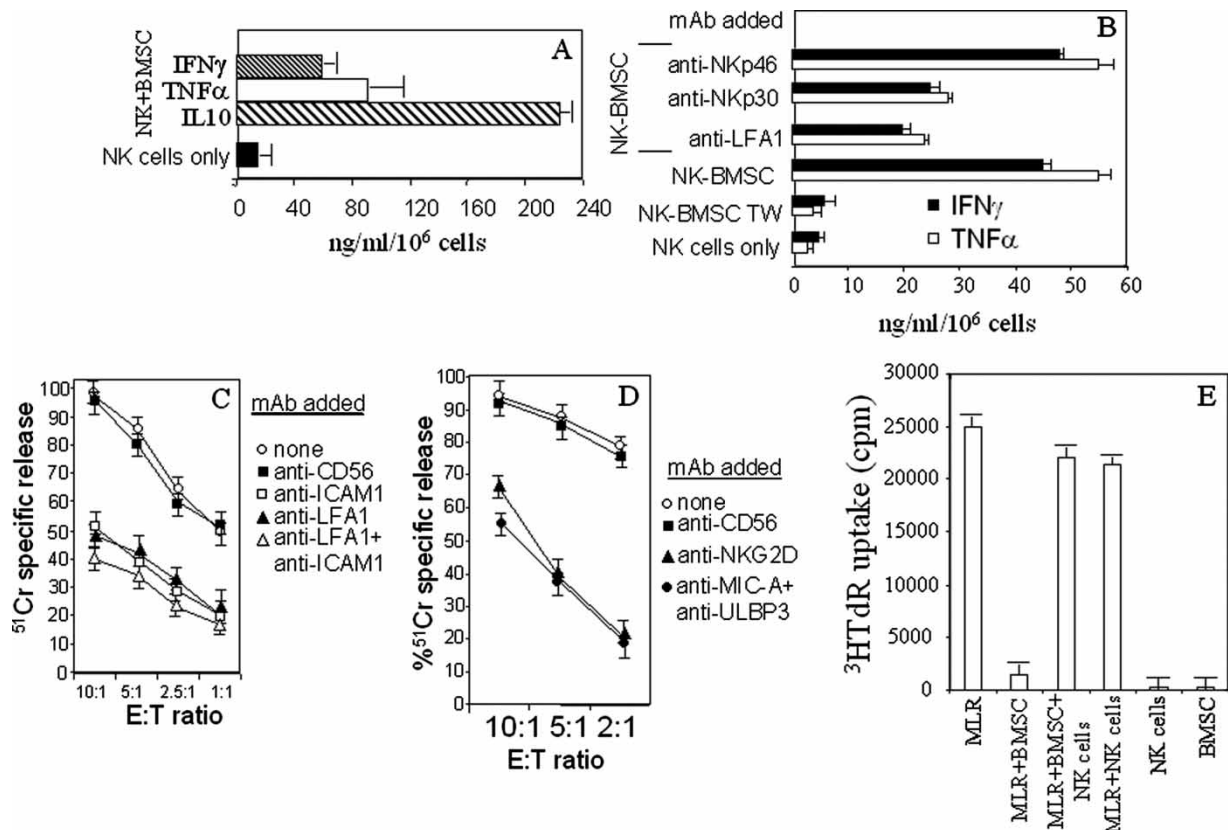 A
NK+BMSC
IFNγ
TNFα
IL10
NK cells only
0 40 80 120 160 200 240
ng/ml/10⁶ cells
B
mAb added
NK-BMSC
anti-NKp46
anti-NKp30
anti-LFA1
NK-BMSC
NK-BMSC TW
NK cells only
IFNγ
TNFα
0 10 20 30 40 50 60
ng/ml/10⁶ cells
C
⁵¹Cr specific release
100
90
80
70
60
50
40
30
20
10
0
10:1 5:1 2.5:1 1:1
E:T ratio
mAb added
none
anti-CD56
anti-ICAM1
anti-LFA1
anti-LFA1+
anti-ICAM1
D
%⁵¹Cr specific release
100
90
80
70
60
50
40
30
20
10
0
10:1 5:1 2:1
E:T ratio
mAb added
none
anti-CD56
anti-NKG2D
anti-MIC-A+
anti-ULBP3
E
³HTdR uptake (cpm)
30000
25000
20000
15000
10000
5000
0
MLR
MLR+BMSC
MLR+BMSC+
NK cells
MLR+NK cells
NK cells
BMSC